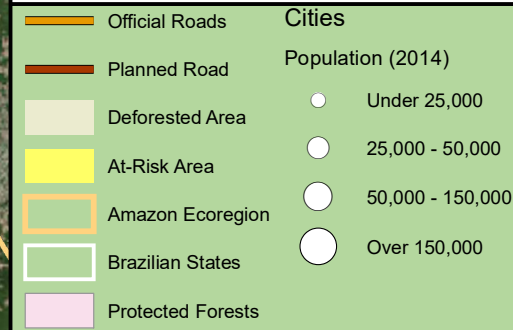 Official Roads
Planned Road
Deforested Area
At-Risk Area
Amazon Ecoregion
Brazilian States
Protected Forests
Cities
Population (2014)
Under 25,000
25,000 - 50,000
50,000 - 150,000
Over 150,000